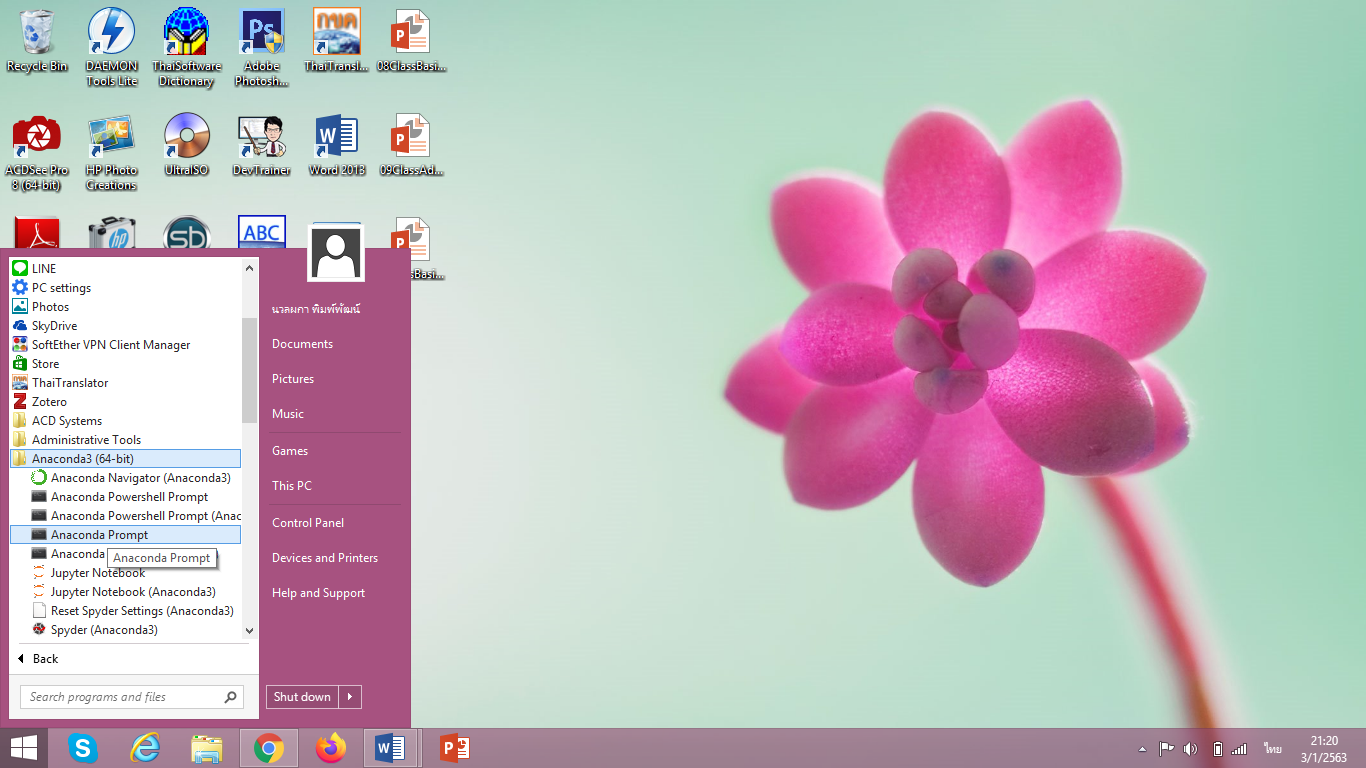 Recycle Bin
DAEMON
Tools Lite
ThaiSoftware
Dictionary
Adobe
Photosh...
ThaiTransl...
08ClassBasi...
ACDSee Pro
8 (64-bit)
HP Photo
Creations
UltraISO
DevTrainer
Word 2013
09ClassAd...
ABC
ssBasi...
LINE
PC settings
Photos
SkyDrive
SoftEther VPN Client Manager
Store
ThaiTranslator
Zotero
ACD Systems
Administrative Tools
Anaconda3 (64-bit)
Anaconda Navigator (Anaconda3)
Anaconda Powershell Prompt
Anaconda Powershell Prompt (Anac
Anaconda Prompt
Anaconda
Anaconda Prompt
Jupyter Notebook
Jupyter Notebook (Anaconda3)
Reset Spyder Settings (Anaconda3)
Spyder (Anaconda3)
Back
Search programs and files
นวลผกา พิมพ์พัฒน์
Documents
Pictures
Music
Games
This PC
Control Panel
Devices and Printers
Help and Support
Shut down
ไทย
21:20
3/1/2563